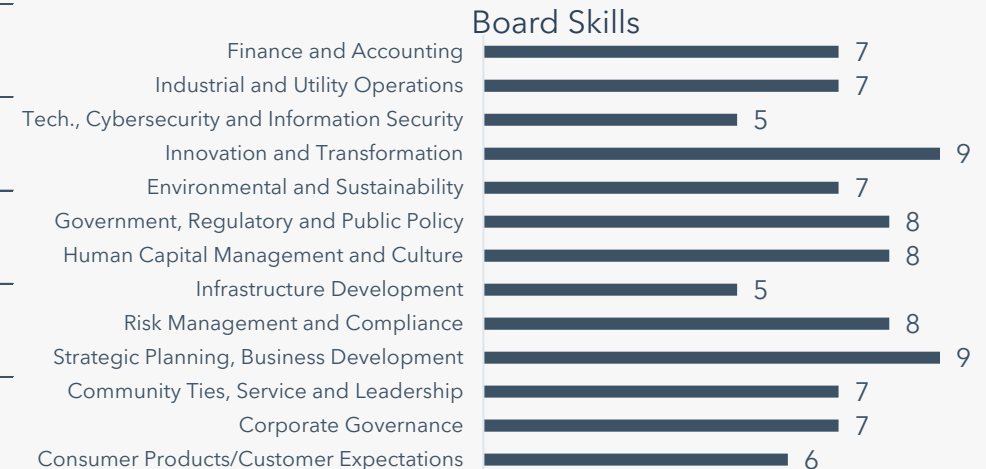 Board Skills
Finance and Accounting 7
Industrial and Utility Operations 7
Tech., Cybersecurity and Information Security 5
Innovation and Transformation 9
Environmental and Sustainability 7
Government, Regulatory and Public Policy 8
Human Capital Management and Culture 8
Infrastructure Development 5
Risk Management and Compliance 8
Strategic Planning, Business Development 9
Community Ties, Service and Leadership 7
Corporate Governance 7
Consumer Products/Customer Expectations 6